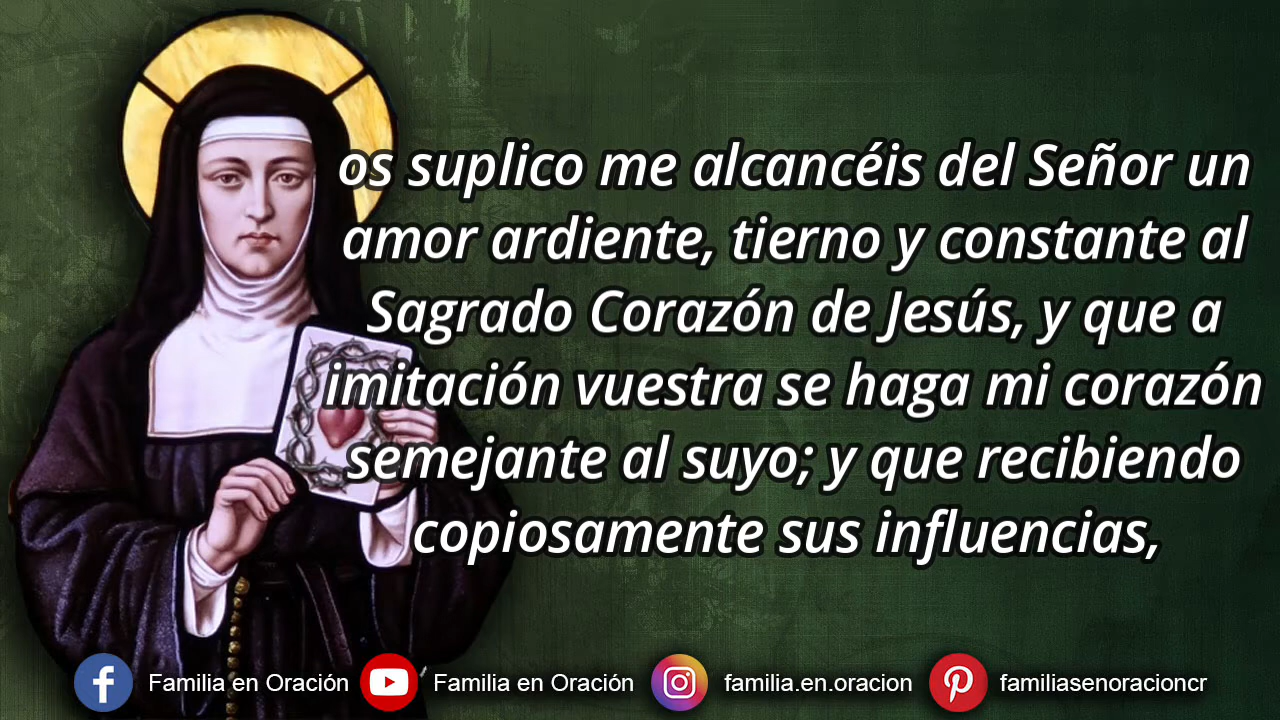 os suplico me alcancéis del Señor un
amor ardiente, tierno y constante al
Sagrado Corazón de Jesús, y que a
imitación vuestra se haga mi corazón
semejante al suyo; y que recibiendo
copiosamente sus influencias,
Familia en Oración Familia en Oración familia.en.oracion familiasenoracioncr